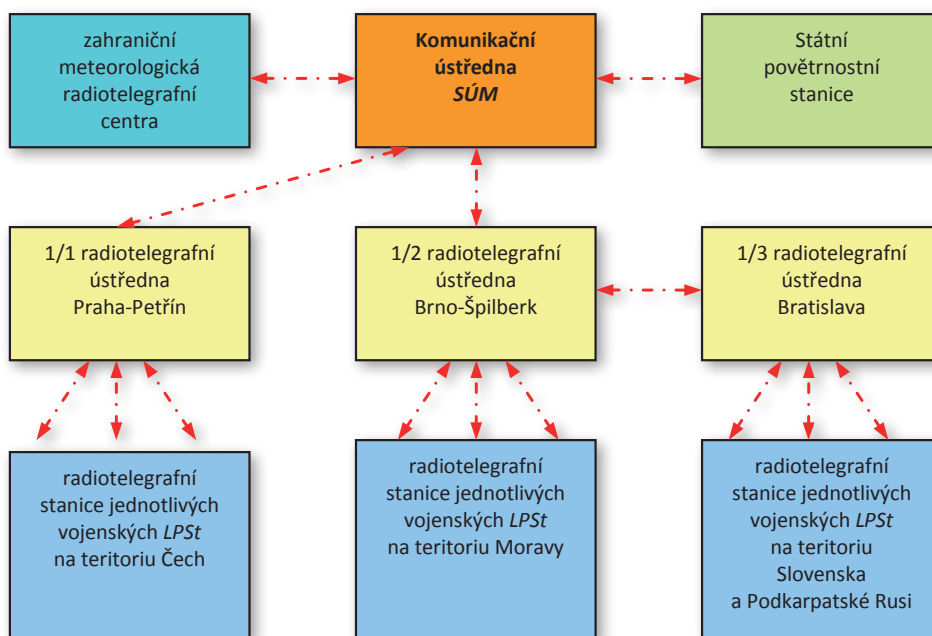 zahraniční
meteorologická
radiotelegrafní
centra
Komunikační
ústředna
SÚM
Státní
povětrnostní
stanice
1/1 radiotelegrafní
ústředna
Praha-Petřín
1/2 radiotelegrafní
ústředna
Brno-Špilberk
1/3 radiotelegrafní
ústředna
Bratislava
radiotelegrafní
stanice jednotlivých
vojenských LPSt
na teritoriu Čech
radiotelegrafní
stanice jednotlivých
vojenských LPSt
na teritoriu Moravy
radiotelegrafní
stanice jednotlivých
vojenských LPSt
na teritoriu
Slovenska
a Podkarpatské Rusi